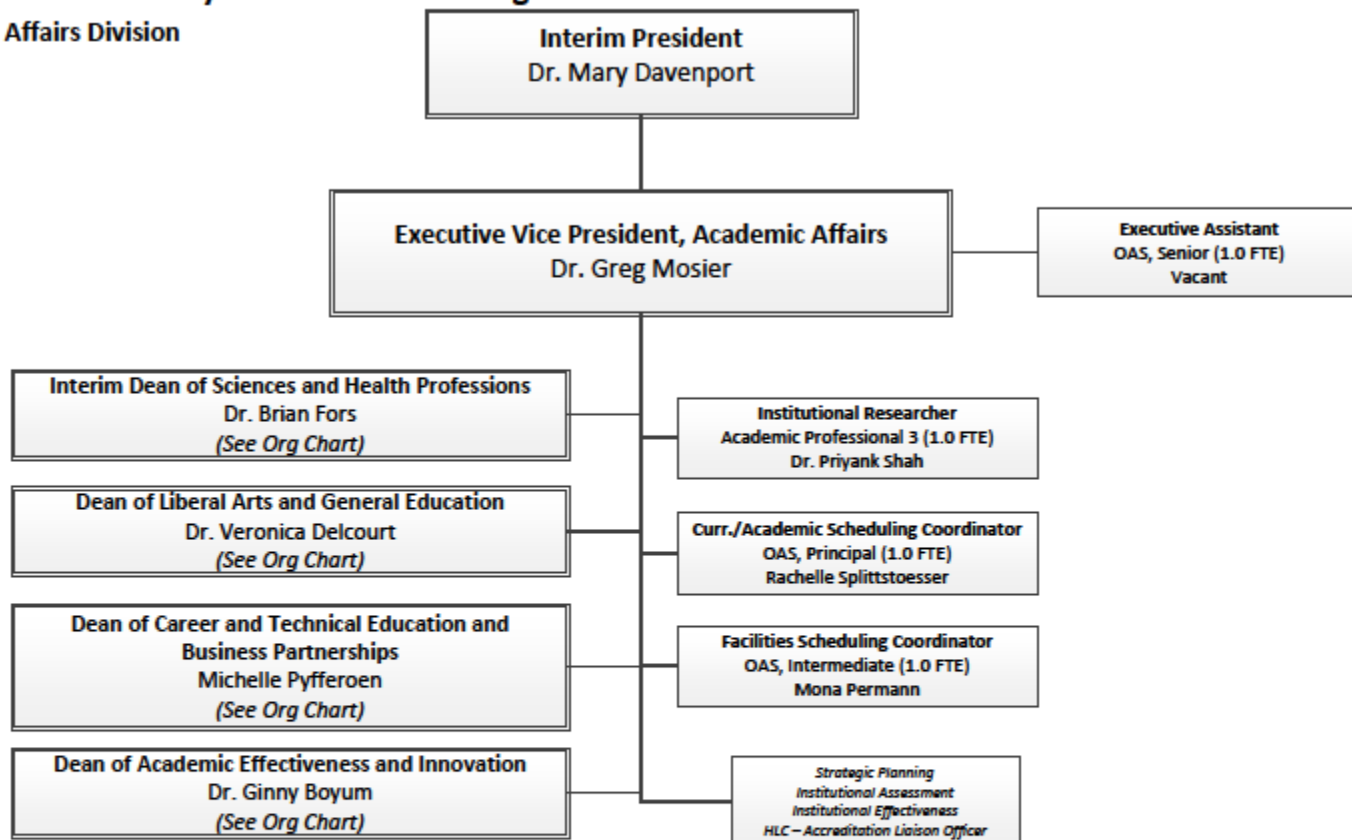 Affairs Division
Interim President
Dr. Mary Davenport
Executive Vice President, Academic Affairs
Dr. Greg Mosier
Executive Assistant
OAS, Senior (1.0 FTE)
Vacant
Interim Dean of Sciences and Health Professions
Dr. Brian Fors
(See Org Chart)
Institutional Researcher
Academic Professional 3 (1.0 FTE)
Dr. Priyank Shah
Dean of Liberal Arts and General Education
Dr. Veronica Delcourt
(See Org Chart)
Curr./Academic Scheduling Coordinator
OAS, Principal (1.0 FTE)
Rachelle Splittstoesser
Dean of Career and Technical Education and
Business Partnerships
Michelle Pyfferoen
(See Org Chart)
Facilities Scheduling Coordinator
OAS, Intermediate (1.0 FTE)
Mona Permann
Dean of Academic Effectiveness and Innovation
Dr. Ginny Boyum
(See Org Chart)
Strategic Planning
Institutional Assessment
Institutional Effectiveness
HLC – Accreditation Liaison Officer